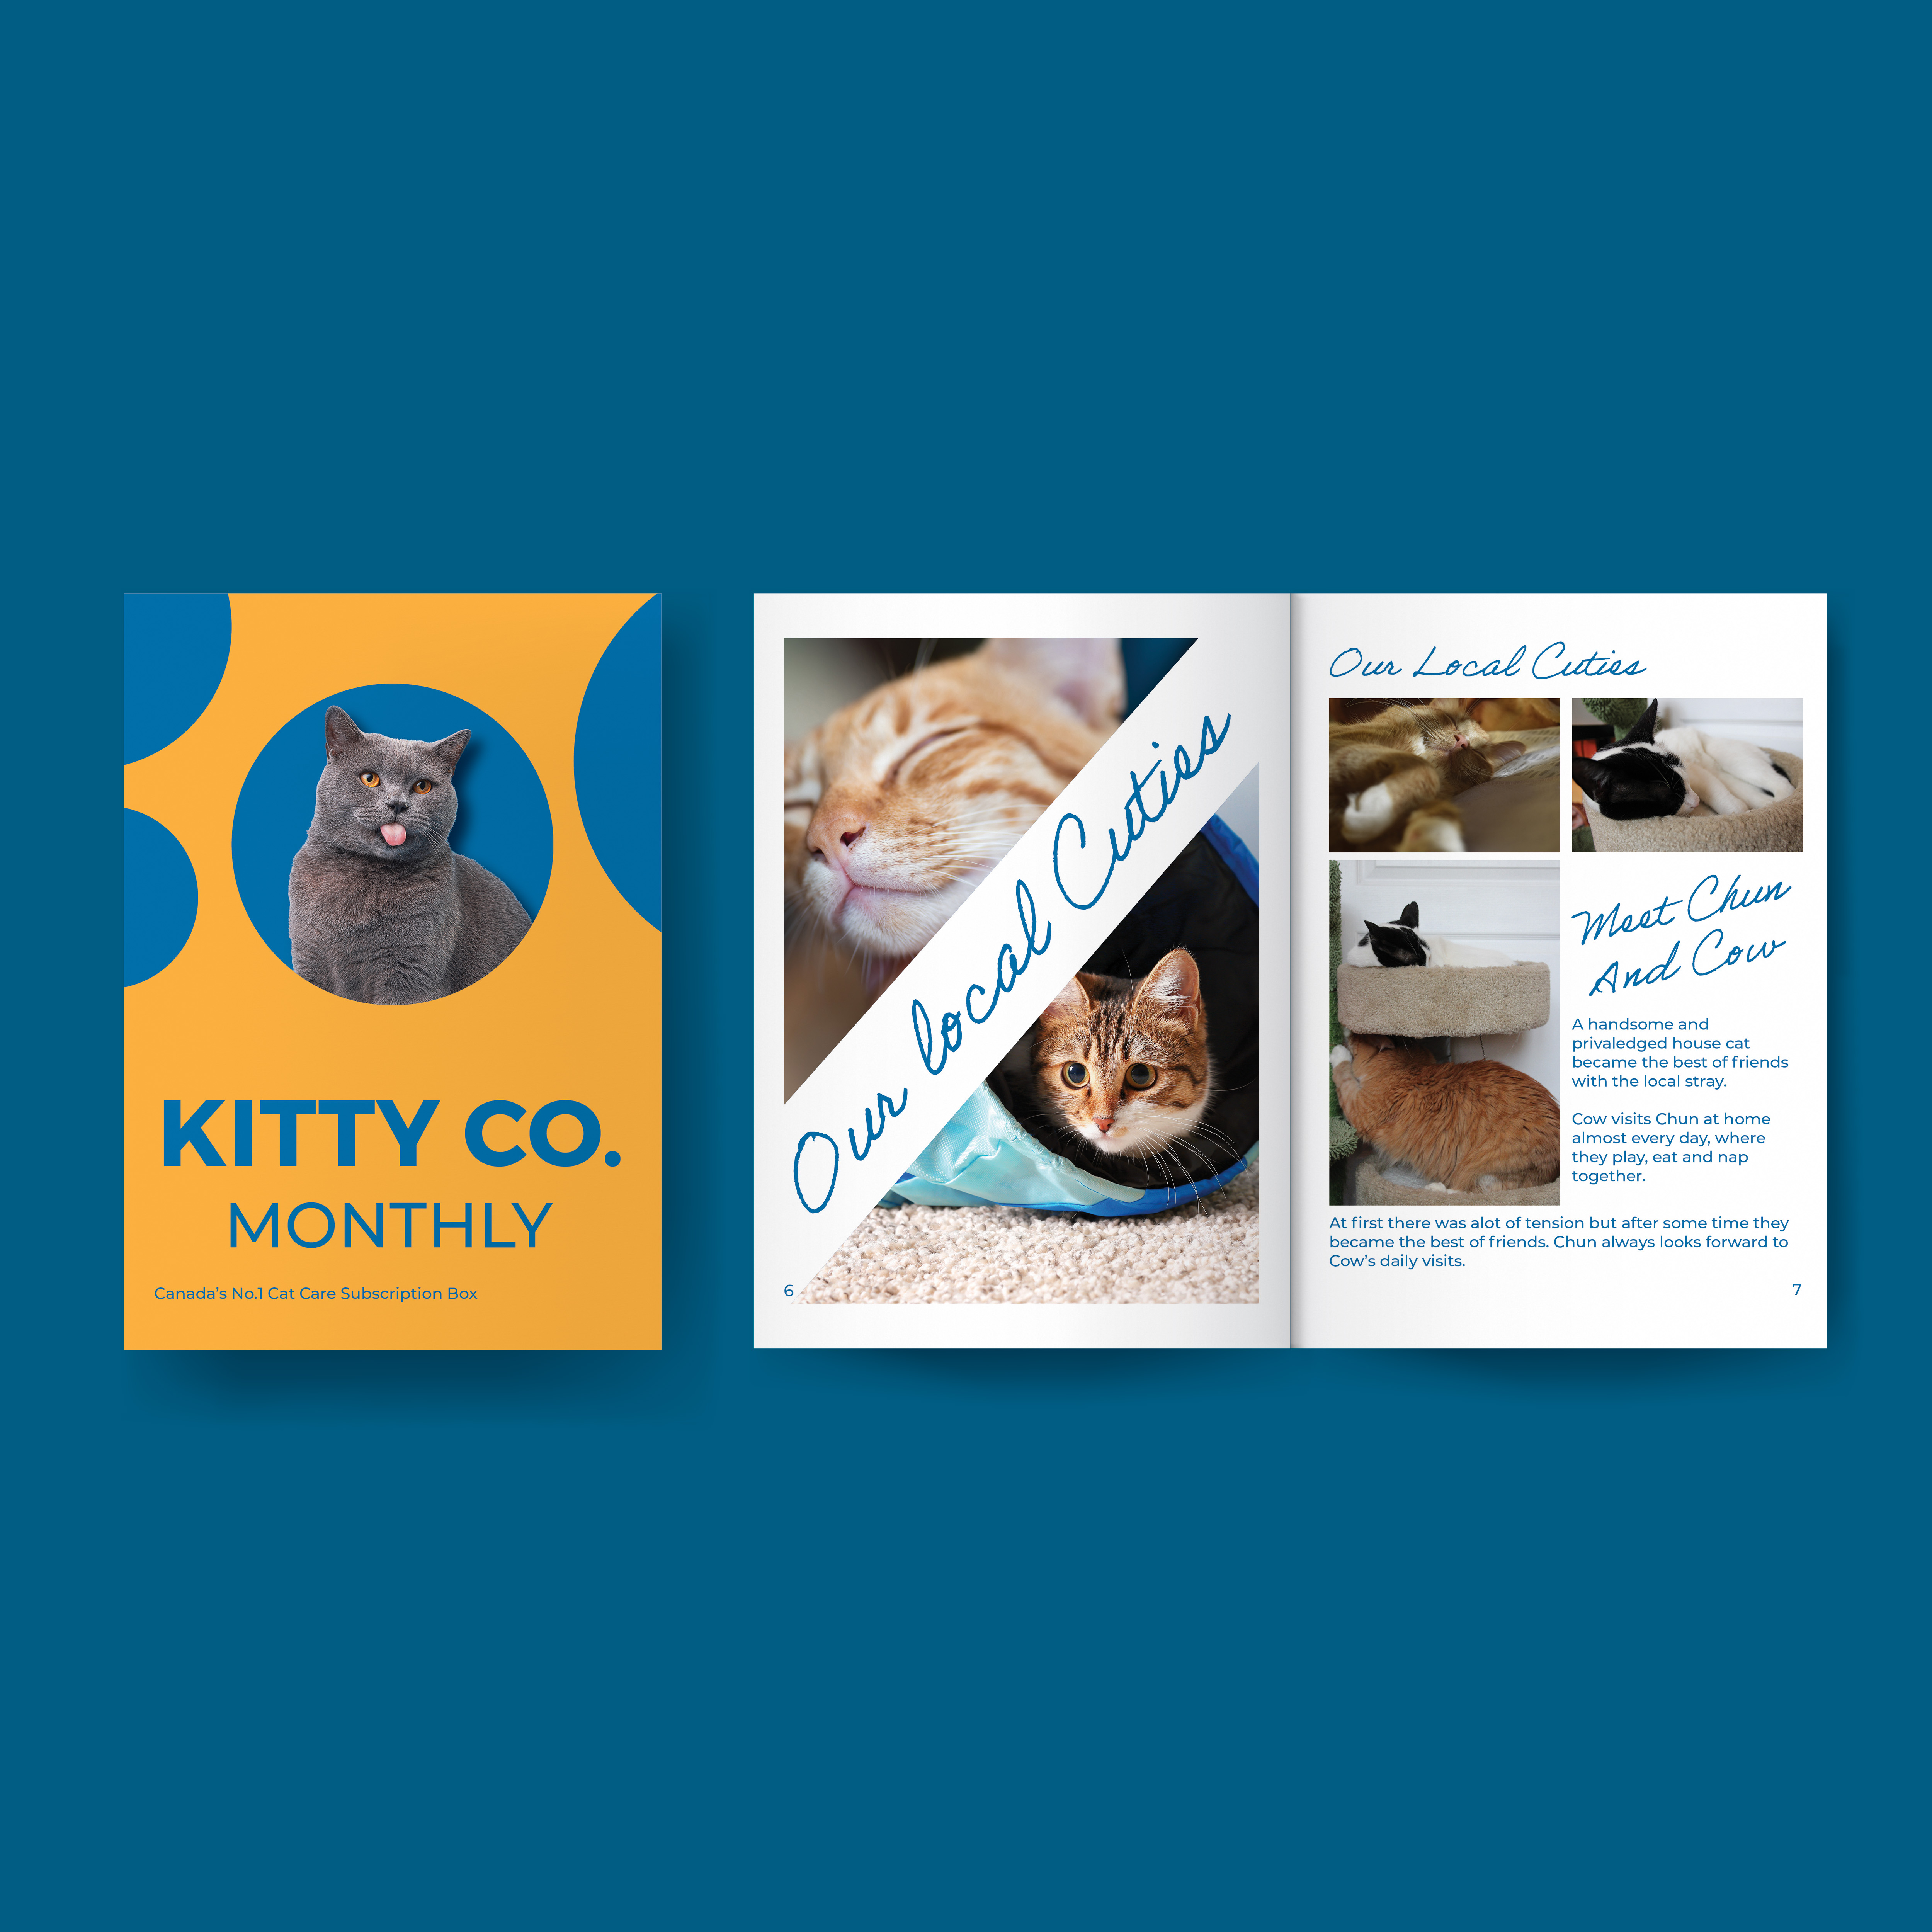 KITTY CO.
MONTHLY
Canada's No.1 Cat Care Subscription Box
Our local Cuties
6
Our Local Cuties
Meet Chun
And Cow
A handsome and
privaledged house cat
became the best of friends
with the local stray.
Cow visits Chun at home
almost every day, where
they play, eat and nap
together.
At first there was alot of tension but after some time they
became the best of friends. Chun always looks forward to
Cow's daily visits.
7